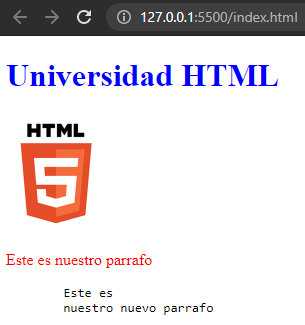 127.0.0.1:5500/index.html
Universidad HTML
HTML
5
Este es nuestro parrafo
Este es
nuestro nuevo parrafo